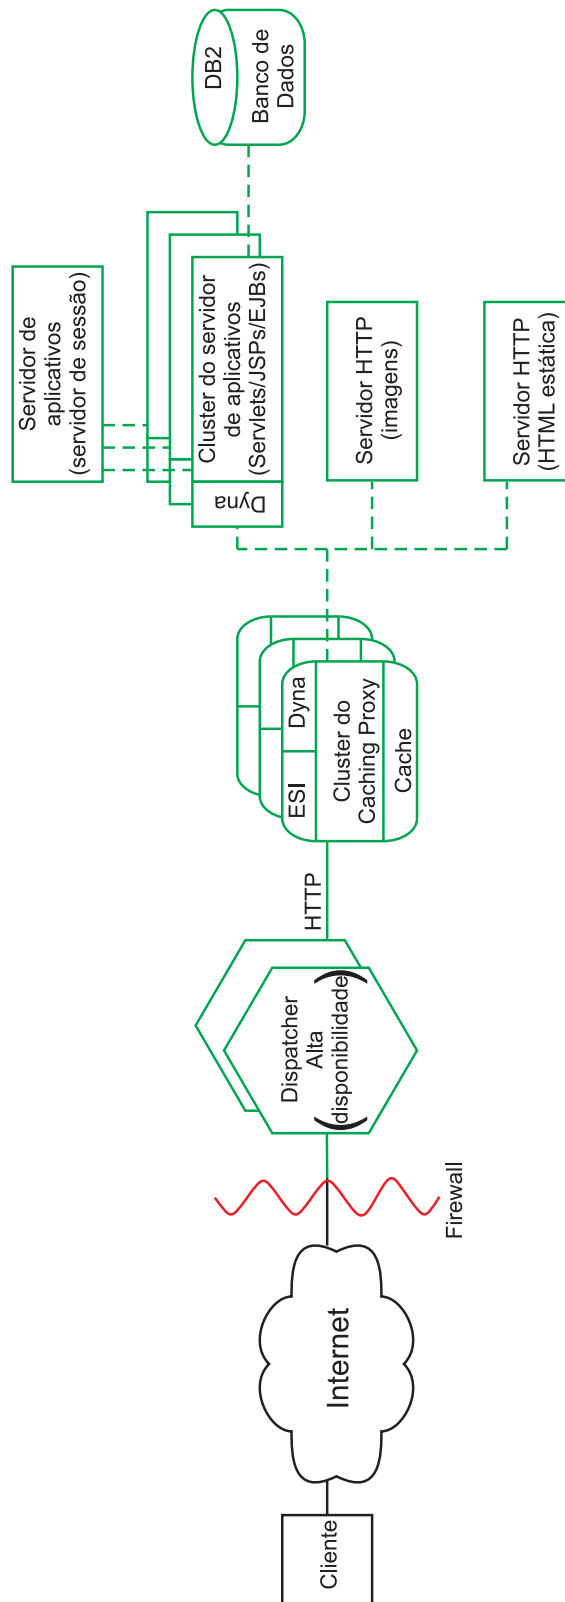 Cliente
Internet
Firewall
Dispatcher
Alta
(disponibilidade)
HTTP
ESI
Dyna
Cluster do
Caching Proxy
Cache
Servidor de
aplicativos
(servidor de sessão)
Dyna
Cluster do servidor
de aplicativos
(Servlets/JSPs/EJBs)
Servidor HTTP
(imagens)
Servidor HTTP
(HTML estática)
DB2
Banco de
Dados